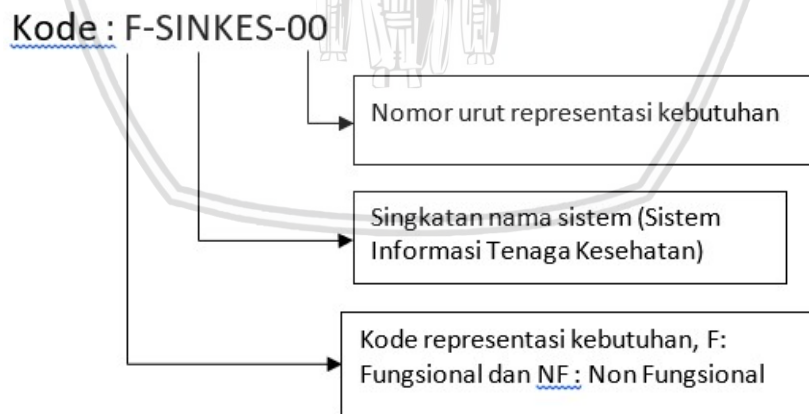 Kode : F-SINKES-00
Nomor urut representasi kebutuhan
Singkatan nama sistem (Sistem
Informasi Tenaga Kesehatan)
Kode representasi kebutuhan, F:
Fungsional dan NF : Non Fungsional